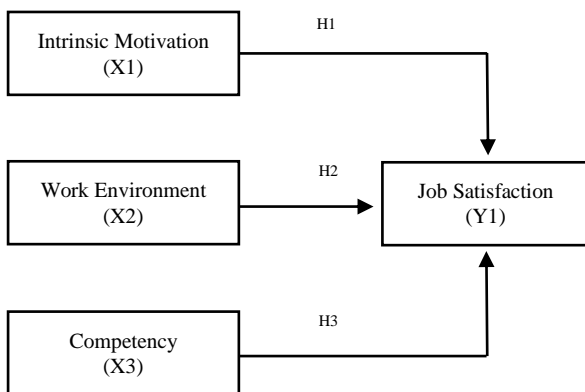 H1
Intrinsic Motivation
(X1)
H2
Work Environment
(X2)
Job Satisfaction
(Y1)
H3
Competency
(X3)